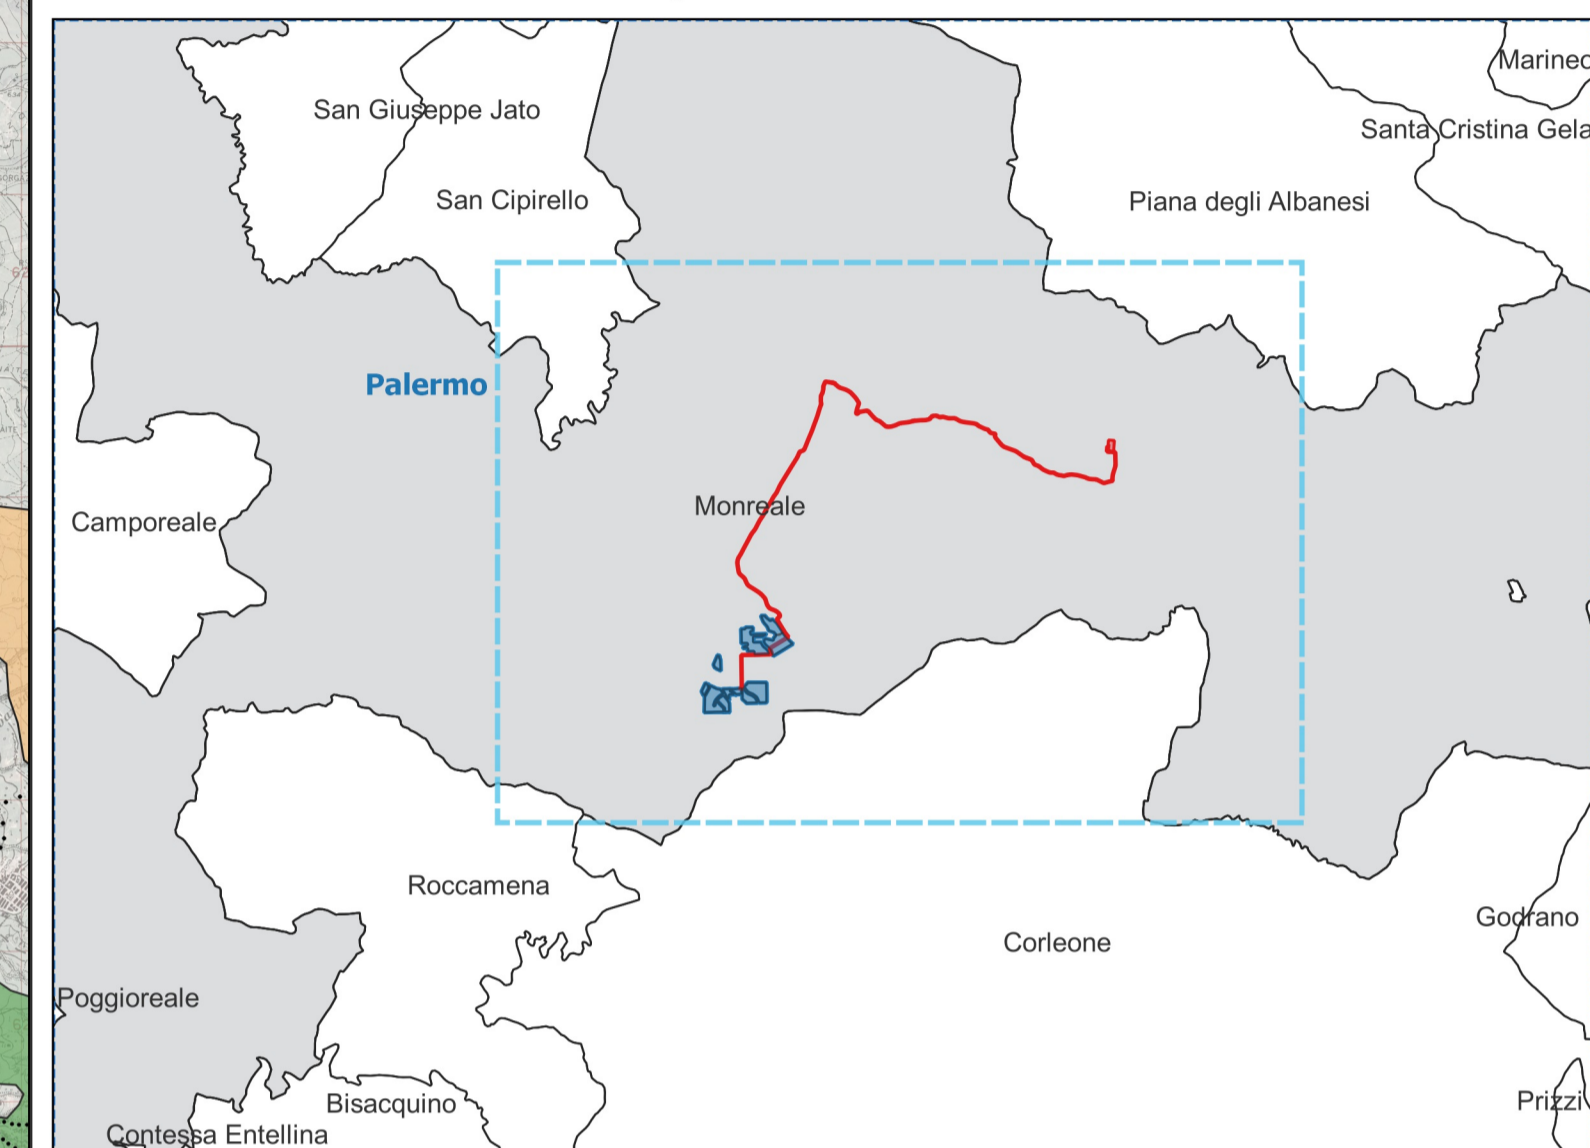 Marineo
San Giuseppe Jato
Santa Cristina Gela
San Cipirello
Piana degli Albanesi
Palermo
Monreale
Camporeale
Roccamena
Godrano
Corleone
Poggioreale
Prizzi
Bisacquino
Contessa Entellina